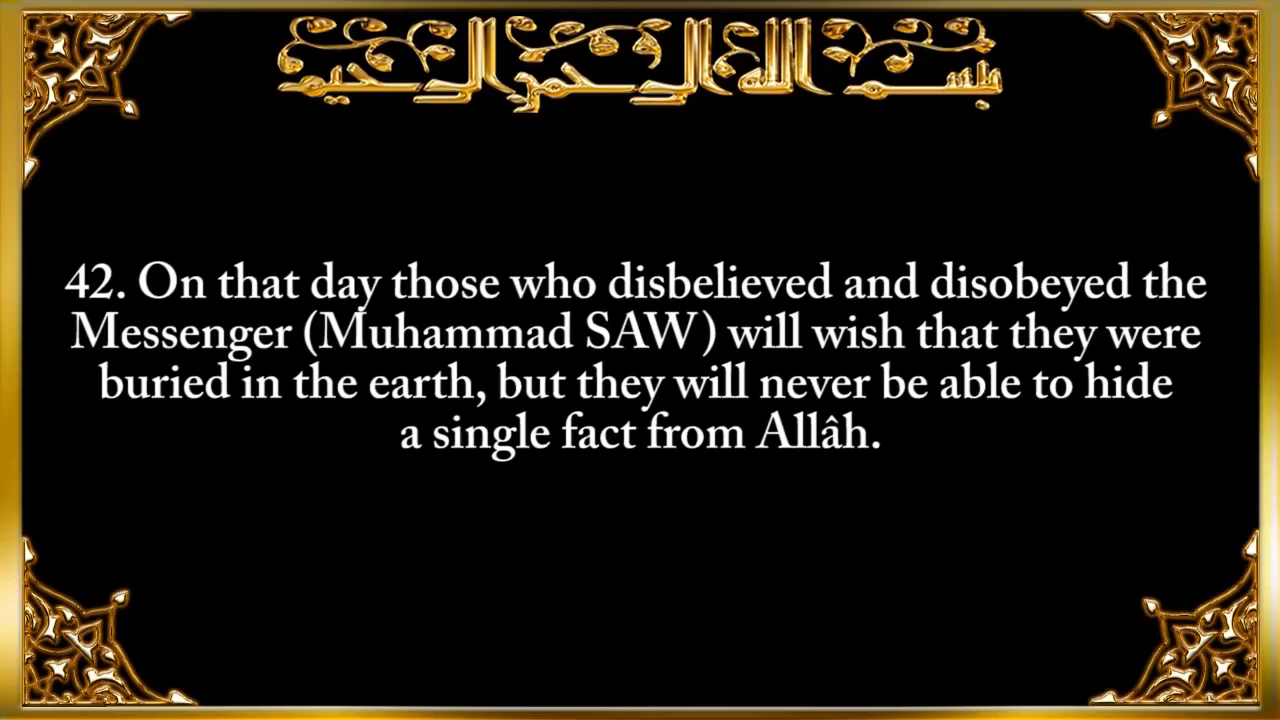 بسم الله الرحمن الرحيم
42. On that day those who disbelieved and disobeyed the
Messenger (Muhammad SAW) will wish that they were
buried in the earth, but they will never be able to hide
a single fact from Allâh.